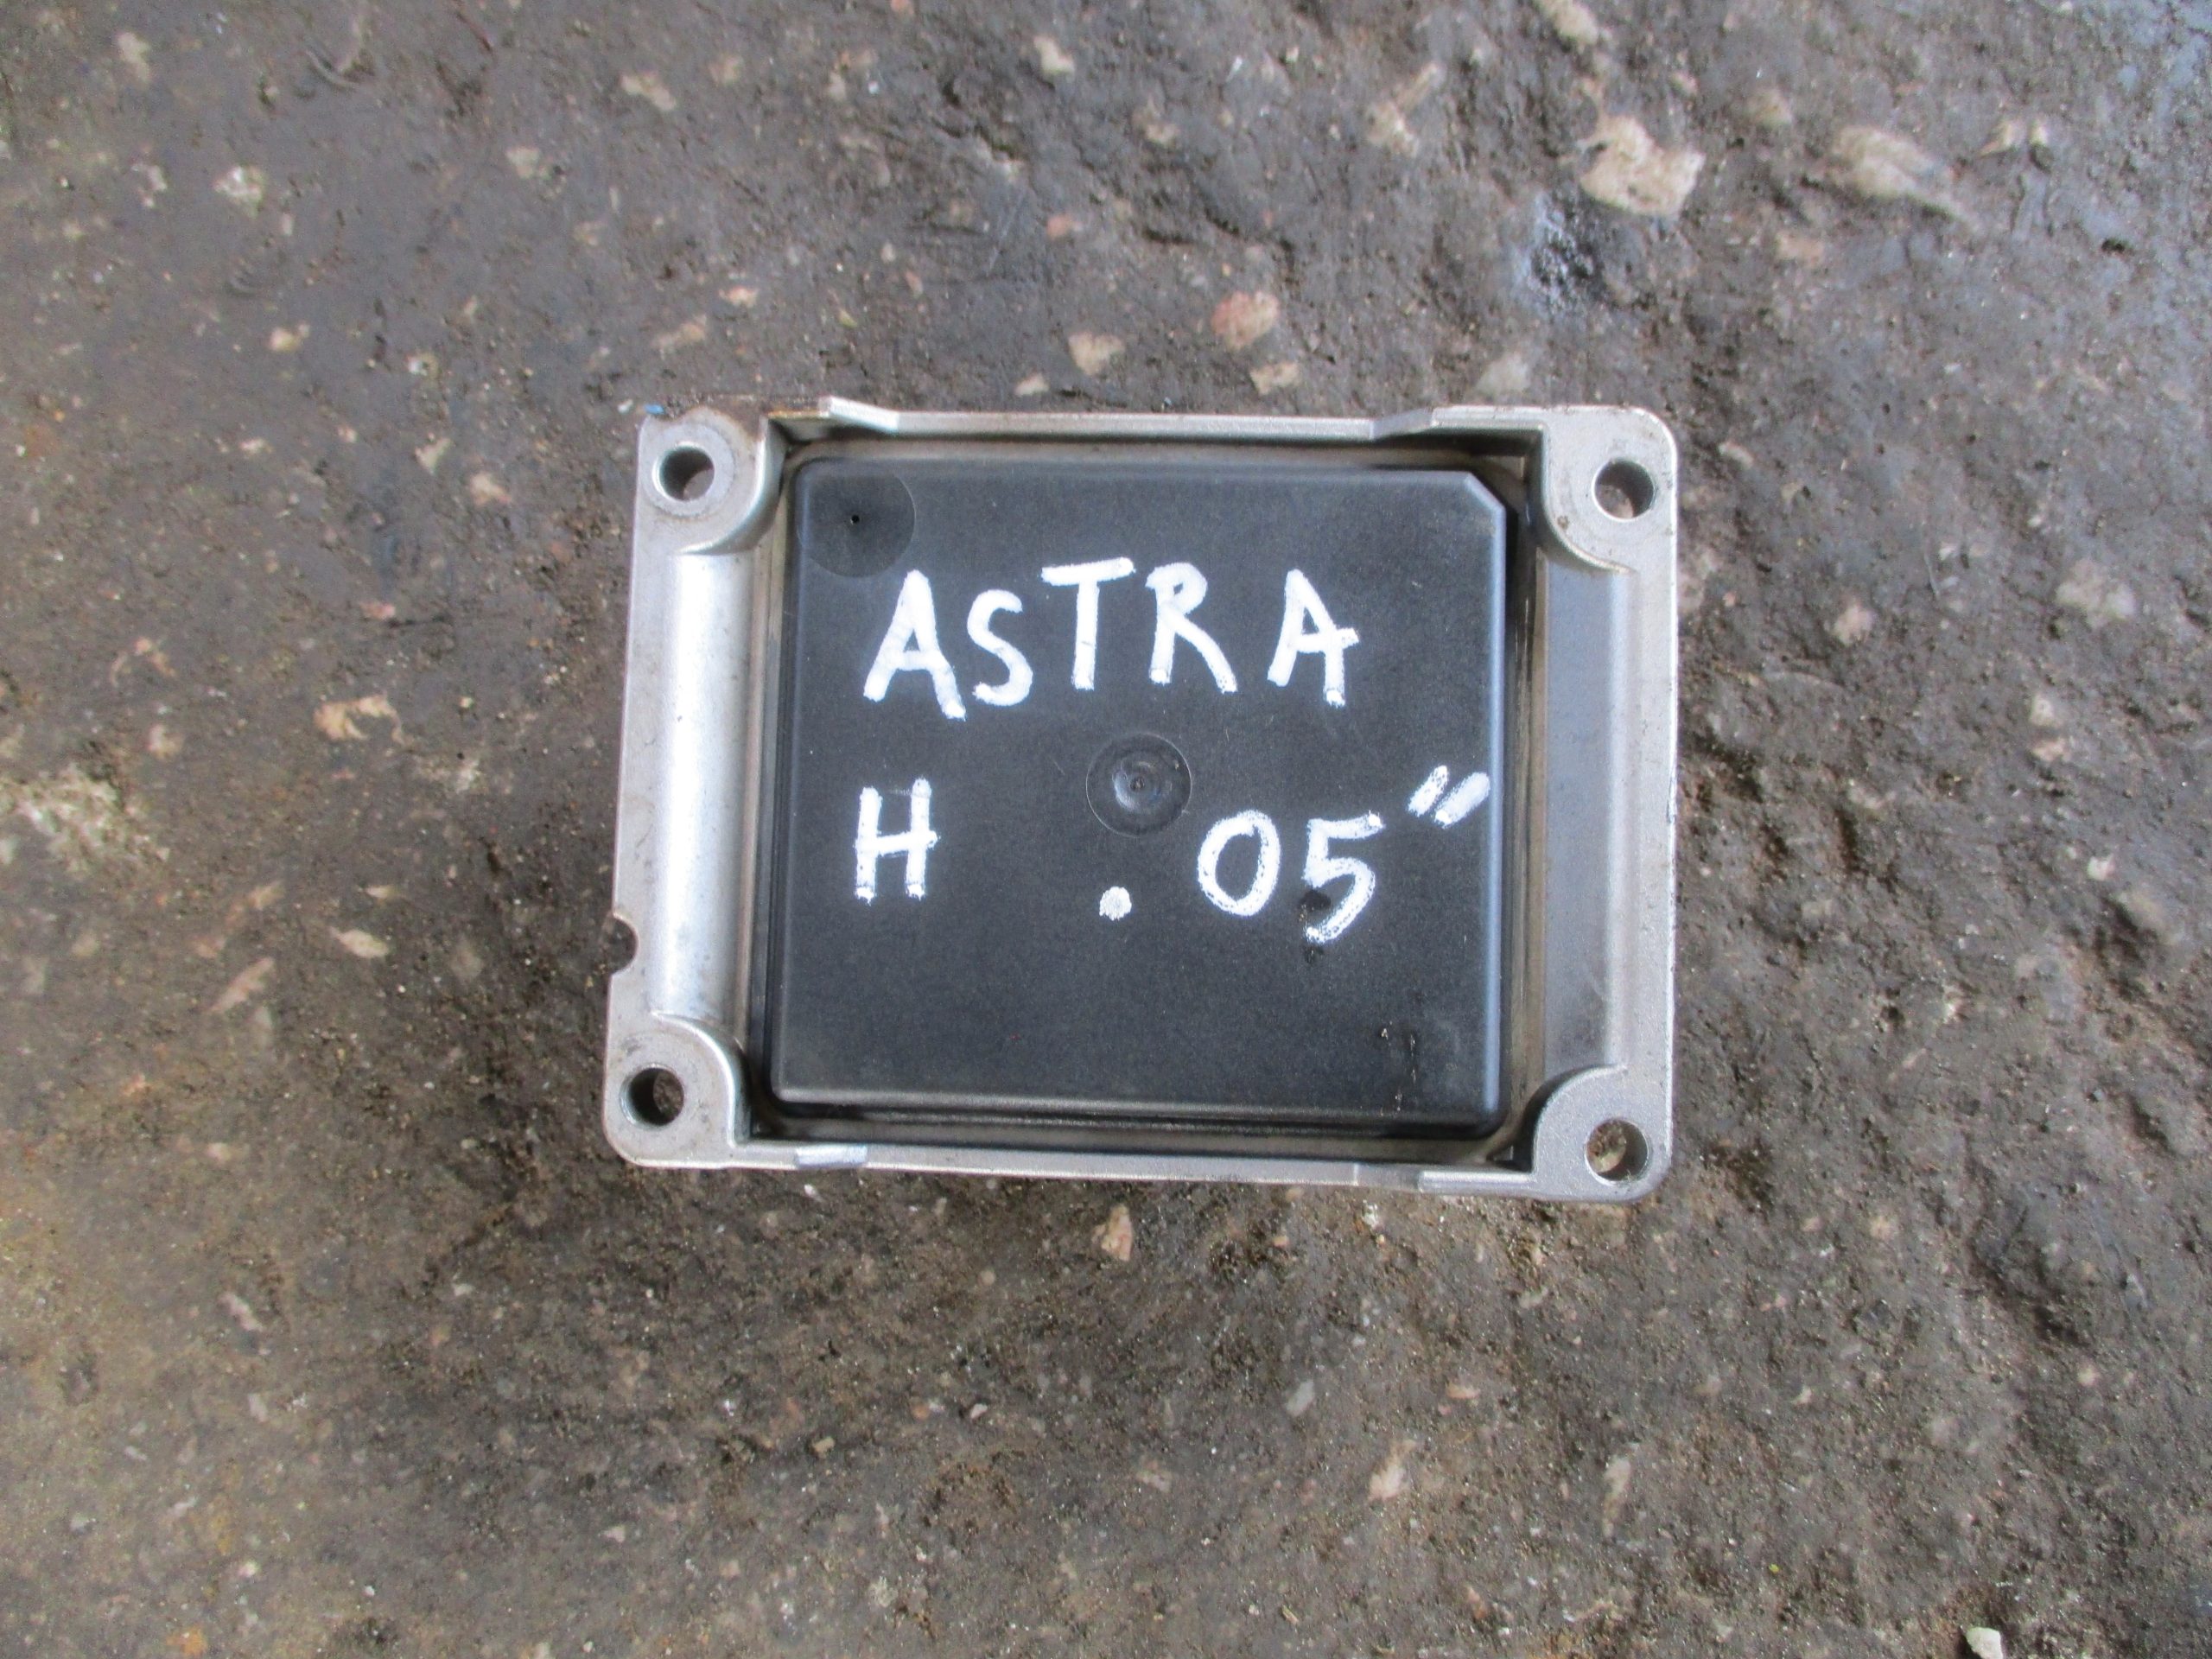 ASTRA
H . 05"